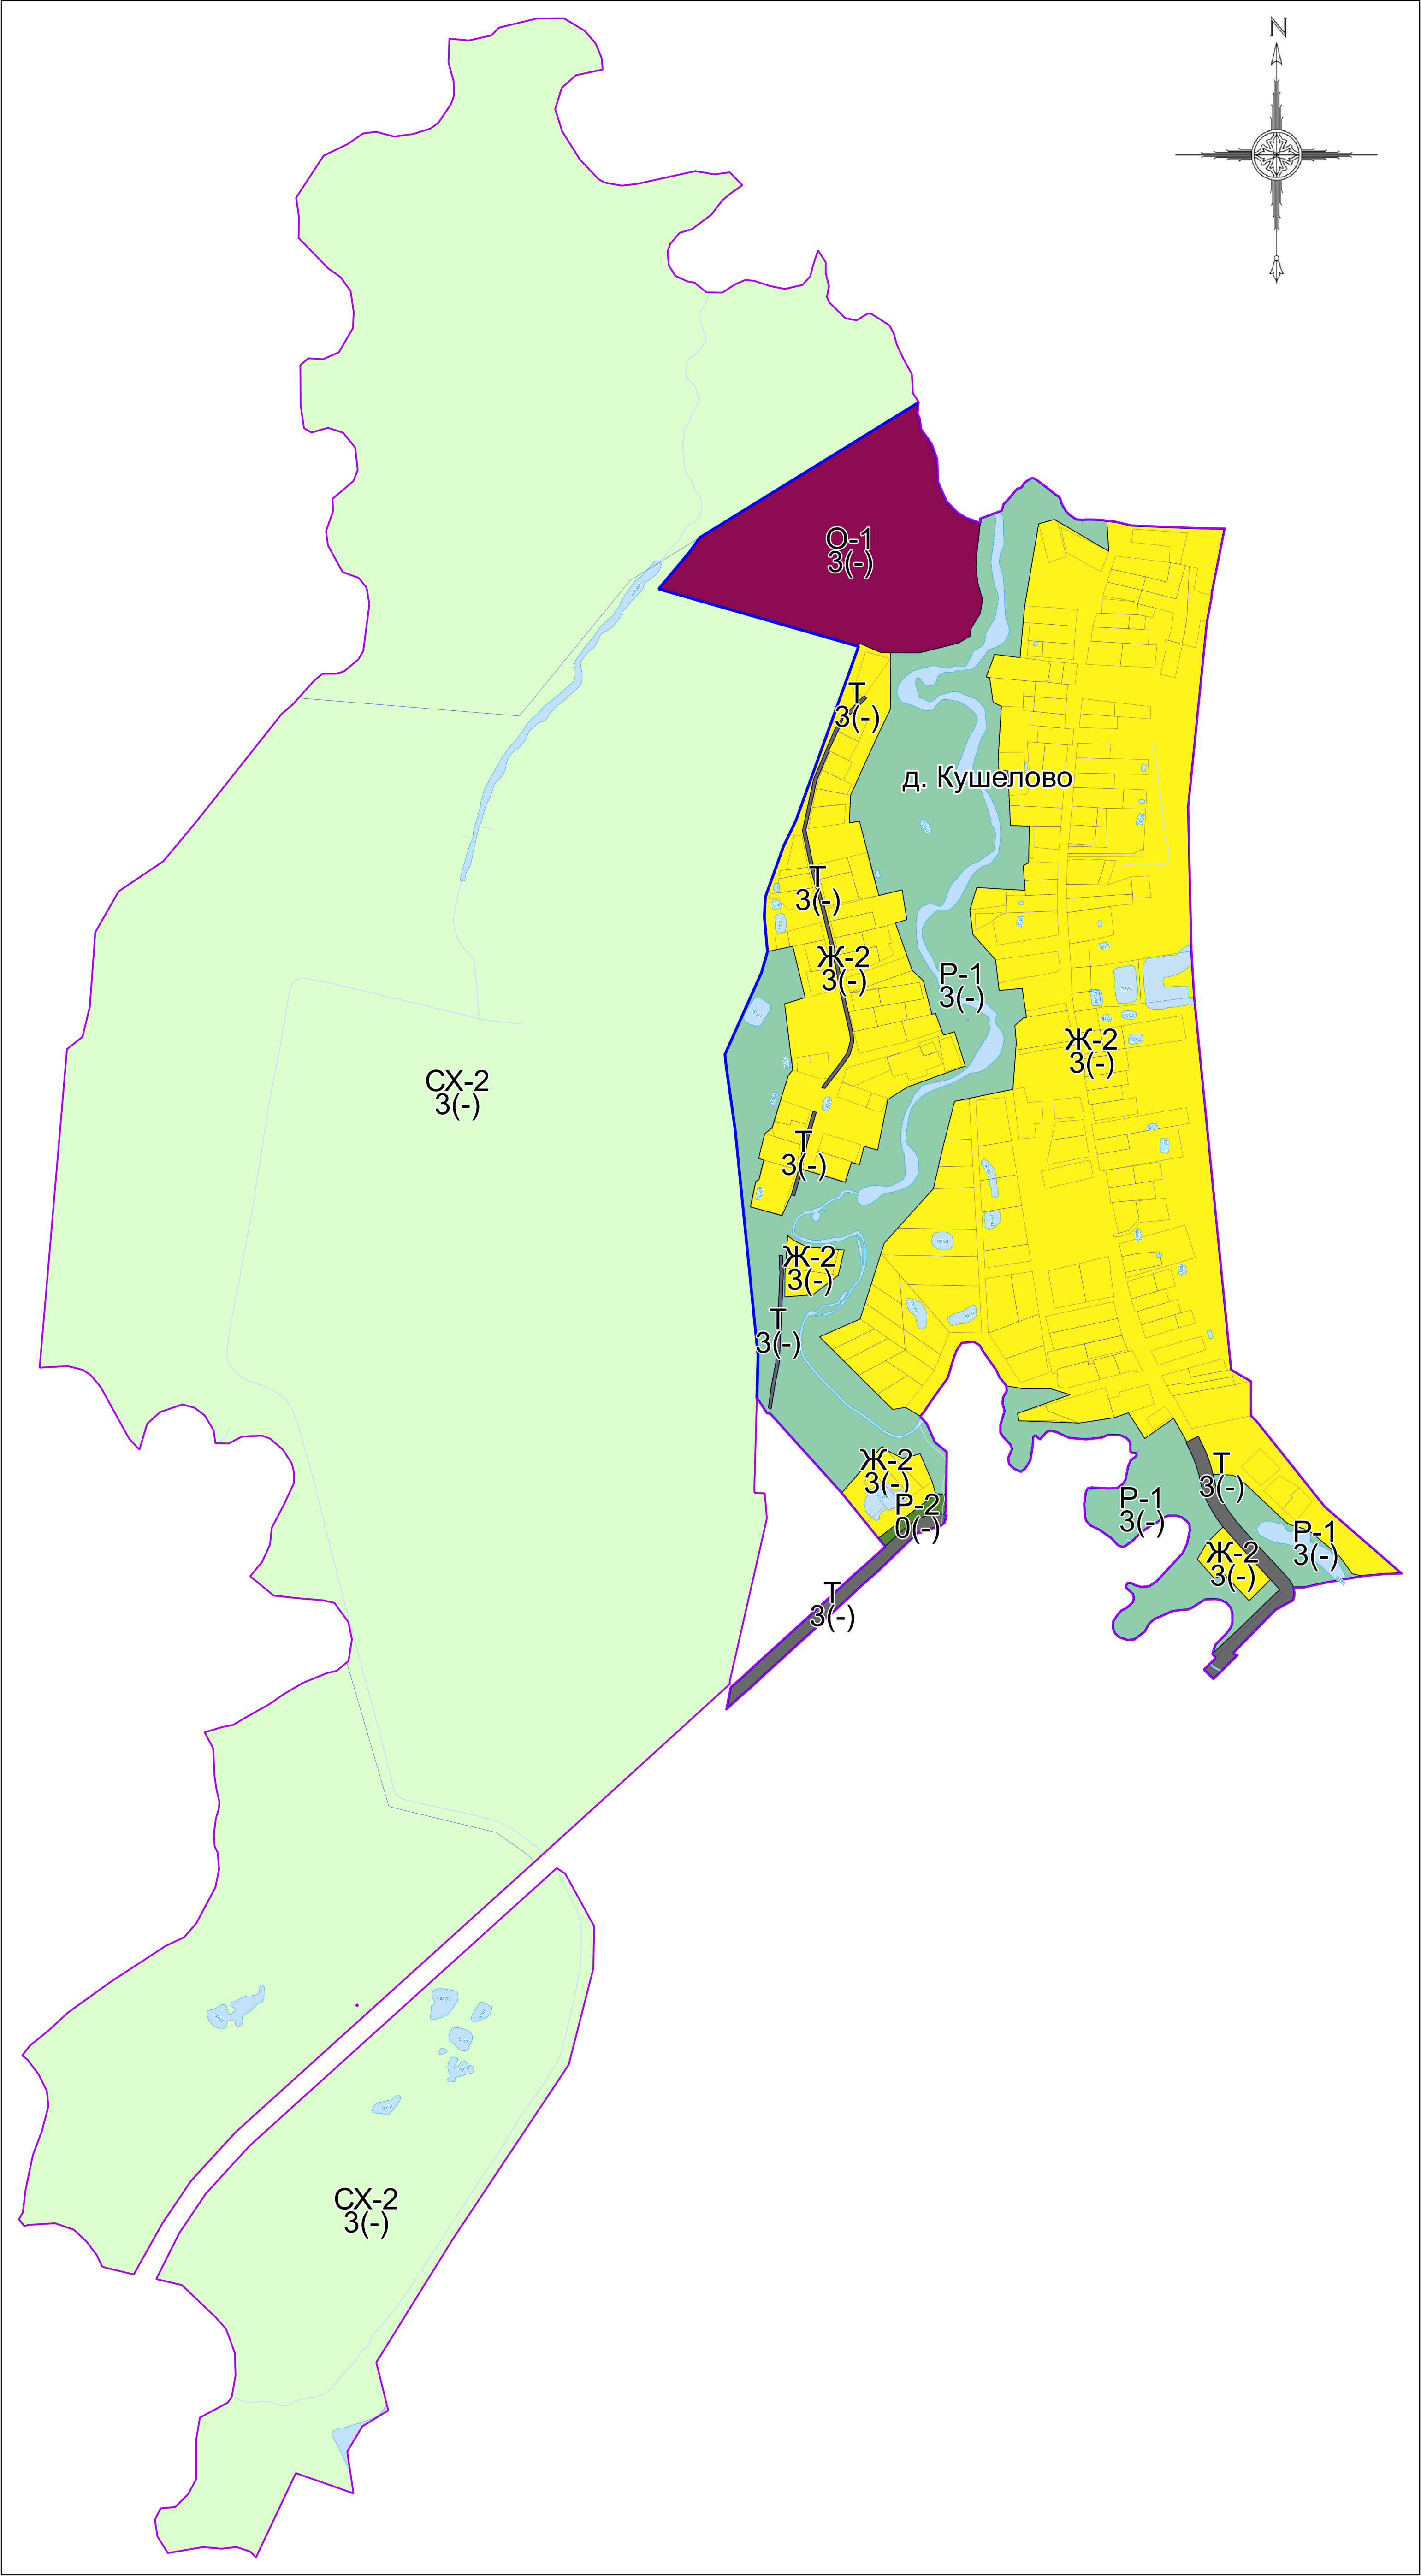 N
О-1
3(-)
Т
3(-)
д. Кушелово
Т
3(-)
Ж-2
3(-)
Р-1
3(-)
Ж-2
3(-)
СХ-2
3(-)
Т
3(-)
Ж-2
3(-)
Т
3(-)
Ж-2
3(-)
Р-2
0(-)
Т
3(-)
Р-1
3(-)
Т
3(-)
Р-1
3(-)
Ж-2
3(-)
СХ-2
3(-)